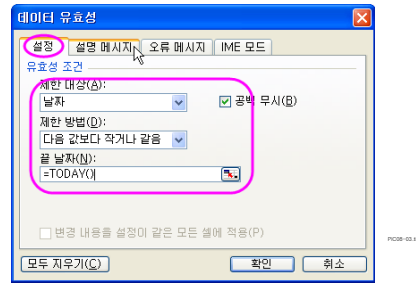 데이터 유효성
설정 설명 메시지 오류 메시지 IME 모드
유효성 조건
제한 대상(A):
날짜 공백 무시(B)
제한 방법(D):
다음 값보다 작거나 같음
끝 날짜(N):
=TODAY()
변경 내용을 설정이 같은 모든 셀에 적용(P)
모두 지우기(C) 확인 취소